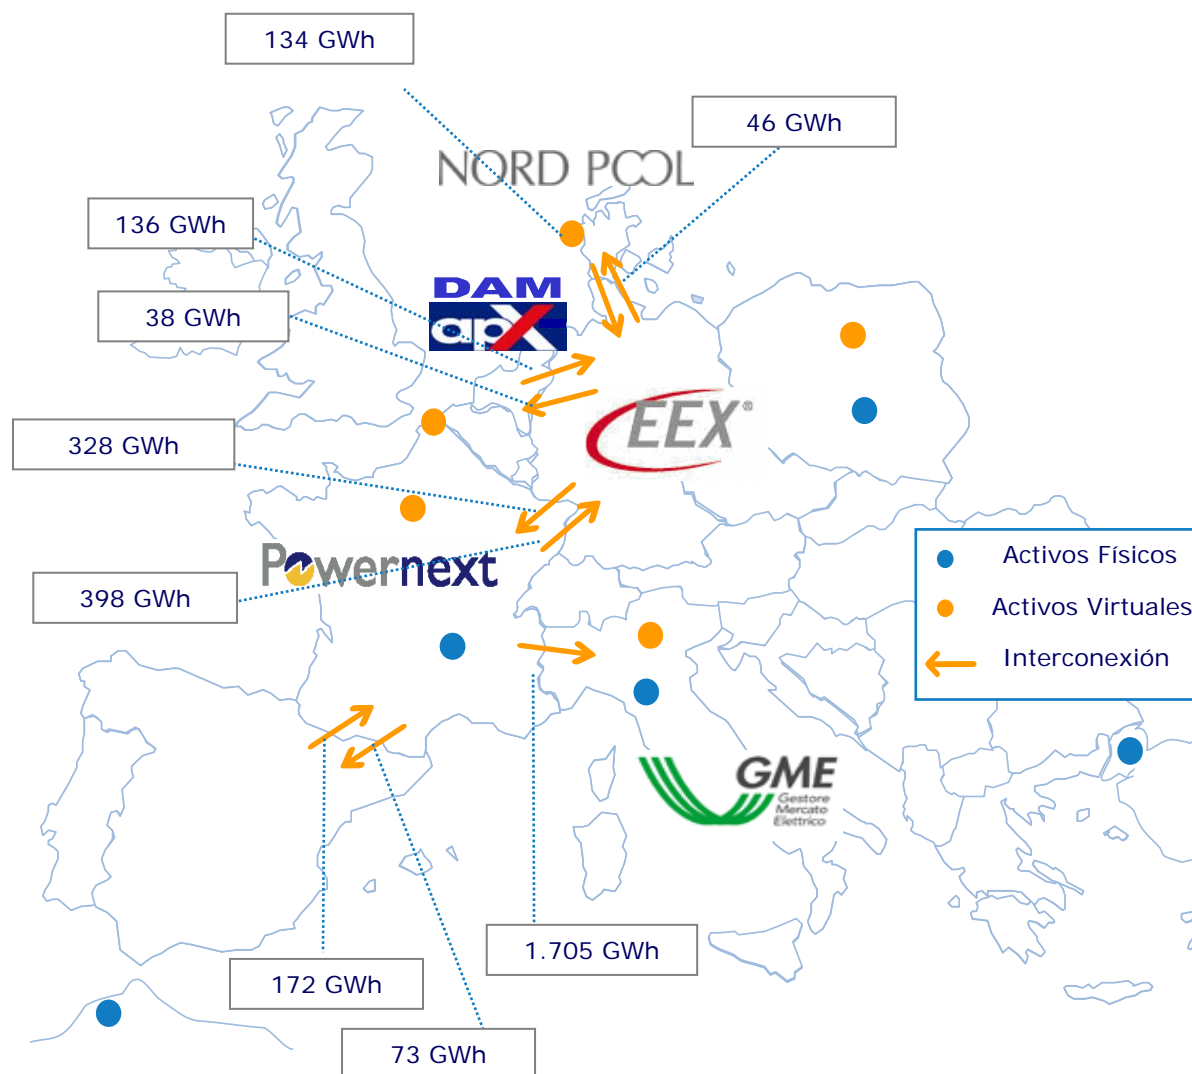 134 GWh
46 GWh
NORD POOL
136 GWh
DAM
apX
38 GWh
EEX®
328 GWh
Powernext
398 GWh
Activos Físicos
Activos Virtuales
Interconexión
GME
Gestore
Mercato
Elettrico
1.705 GWh
172 GWh
73 GWh